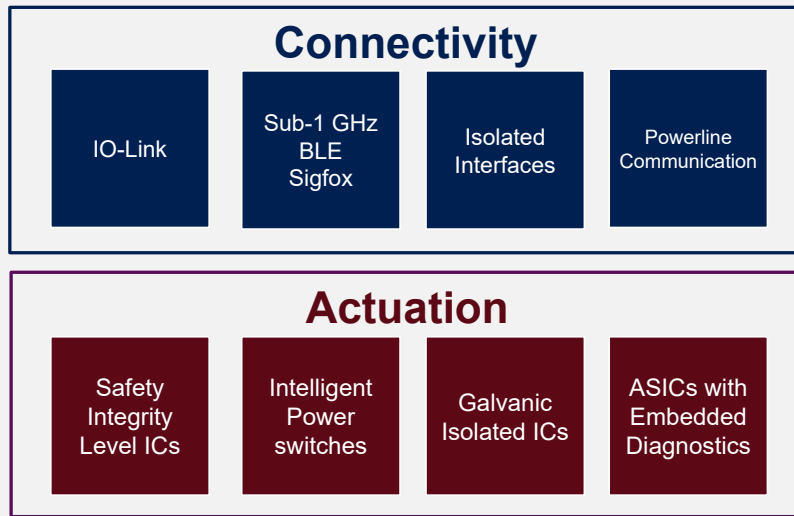 Connectivity
IO-Link
Sub-1 GHz
BLE
Sigfox
Isolated
Interfaces
Powerline
Communication
Actuation
Safety
Integrity
Level ICs
Intelligent
Power
switches
Galvanic
Isolated ICs
ASICs with
Embedded
Diagnostics